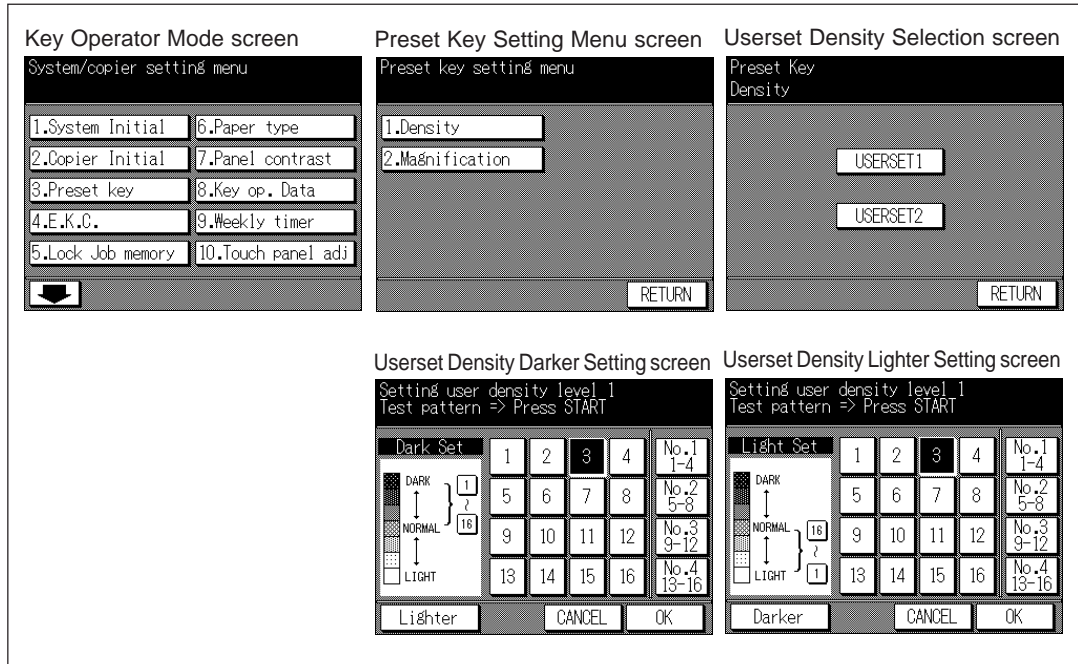 Key Operator Mode screen
System/copier setting menu
1.System Initial
6.Paper type
2.Copier Initial
7.Panel contrast
3.Preset key
8.Key op. Data
4.E.K.C.
9.Weekly timer
5.Lock Job memory
10.Touch panel adj
Preset Key Setting Menu screen
Preset key setting menu
1.Density
2.Magnification
RETURN
Userset Density Selection screen
Preset Key
Density
USERSET1
USERSET2
RETURN
Userset Density Darker Setting screen
Setting user density level 1
Test pattern => Press START
Dark Set
DARK
NORMAL
LIGHT
1
~
16
1 2 3 4
No.1
1-4
5 6 7 8
No.2
5-8
9 10 11 12
No.3
9-12
13 14 15 16
No.4
13-16
Lighter
CANCEL
OK
Userset Density Lighter Setting screen
Setting user density level 1
Test pattern => Press START
Light Set
DARK
NORMAL
LIGHT
16
~
1
1 2 3 4
No.1
1-4
5 6 7 8
No.2
5-8
9 10 11 12
No.3
9-12
13 14 15 16
No.4
13-16
Darker
CANCEL
OK